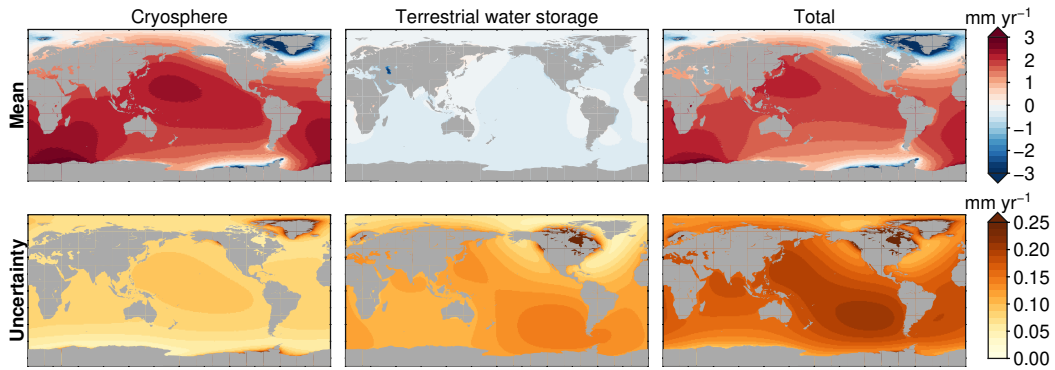 Cryosphere
Terrestrial water storage
Total
mm yr⁻¹
Mean
3
2
1
0
−1
−2
−3
mm yr⁻¹
Uncertainty
0.25
0.20
0.15
0.10
0.05
0.00